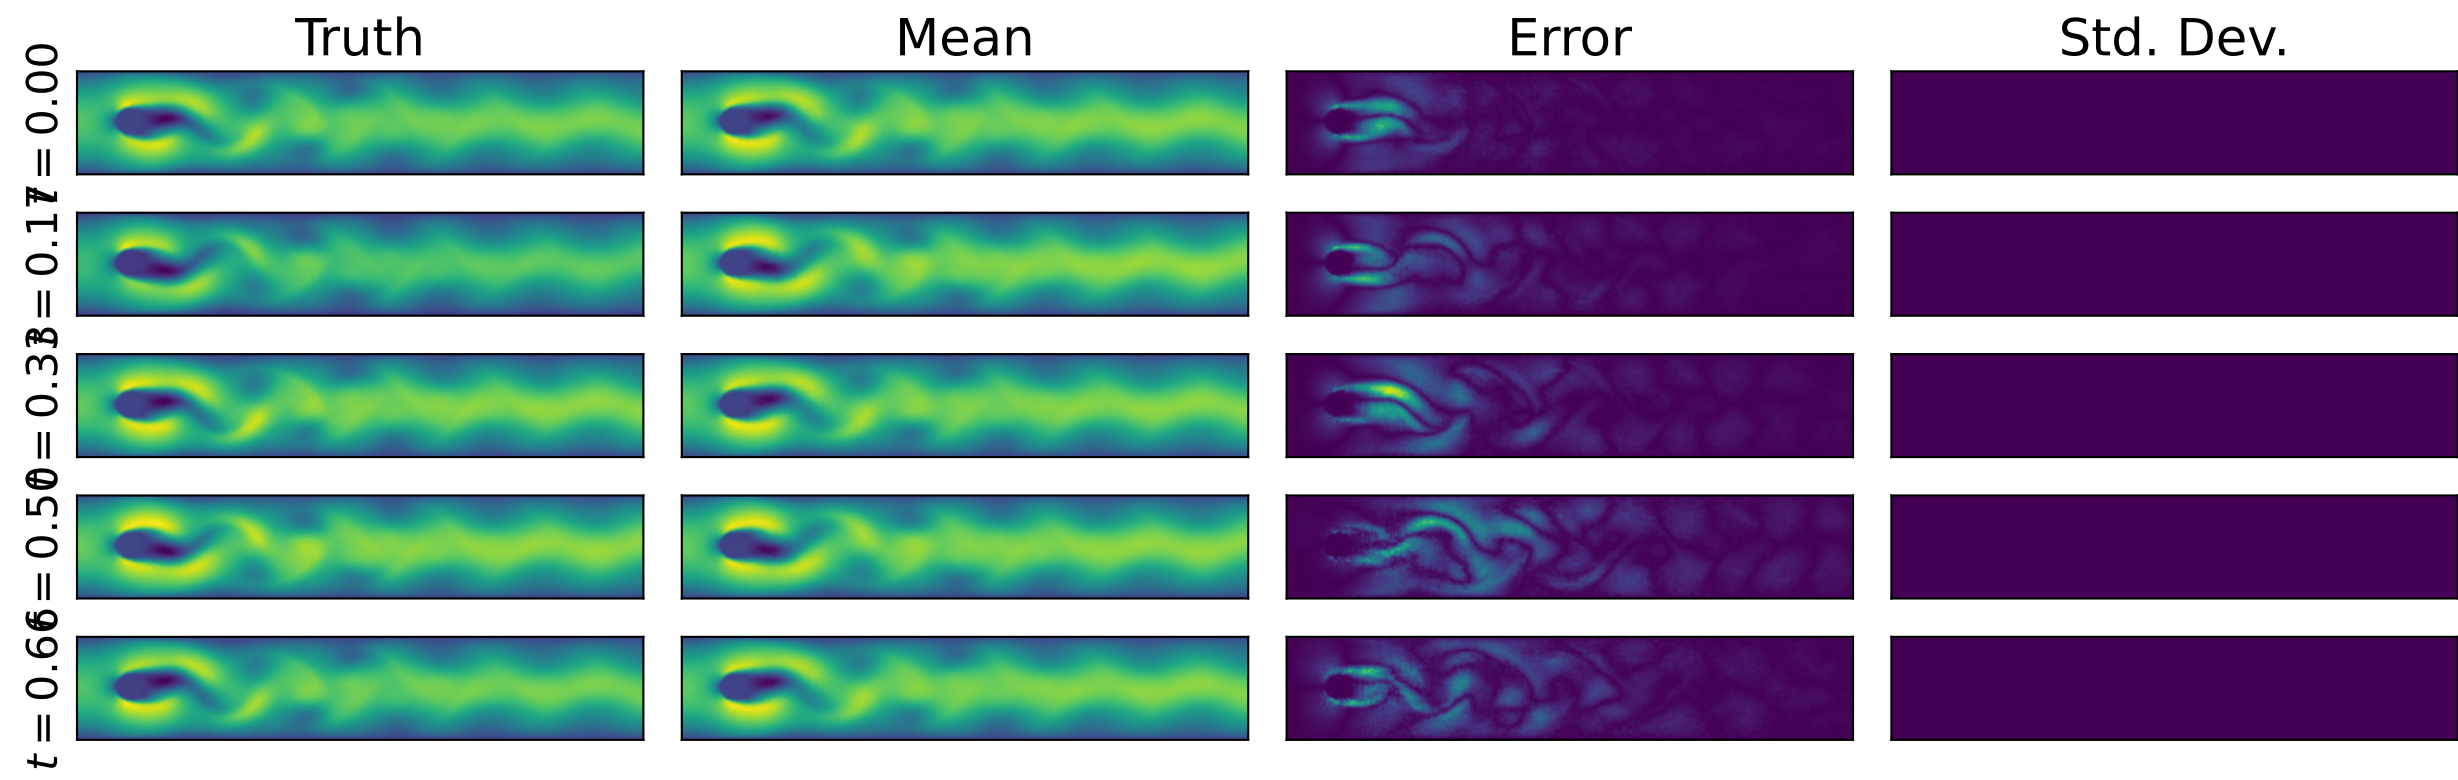 Truth Mean Error Std. Dev.
t = 0.00
t = 0.17
t = 0.33
t = 0.50
t = 0.66